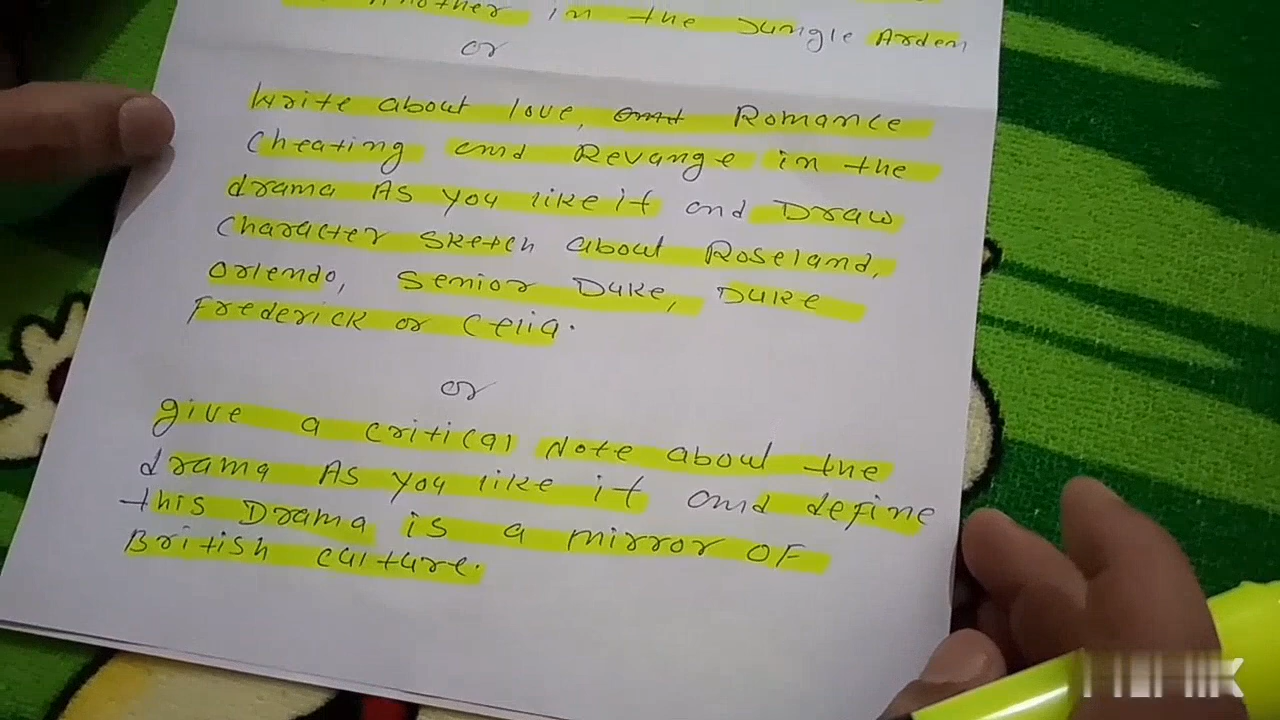 Another in the Jungle Arden
or
Write about love, Romance
Cheating and Revange in the
drama As you like it and Draw
Character sketch about Roseland,
Orlendo, Senior Duke, Duke
Frederick or Celia.
or
give a critical Note about the
drama As you like it and define
this Drama is a mirror OF
British culture.